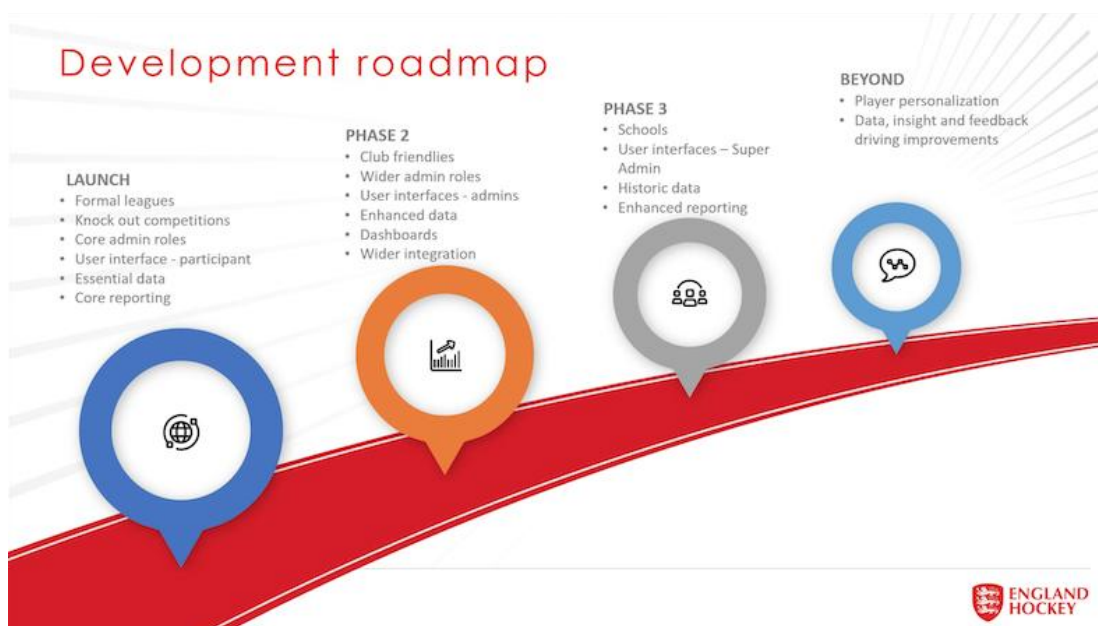 Development roadmap
LAUNCH
• Formal leagues
• Knock out competitions
• Core admin roles
• User interface - participant
• Essential data
• Core reporting
PHASE 2
• Club friendlies
• Wider admin roles
• User interfaces - admins
• Enhanced data
• Dashboards
• Wider integration
PHASE 3
• Schools
• User interfaces – Super
Admin
• Historic data
• Enhanced reporting
BEYOND
• Player personalization
• Data, insight and feedback
driving improvements
ENGLAND
HOCKEY